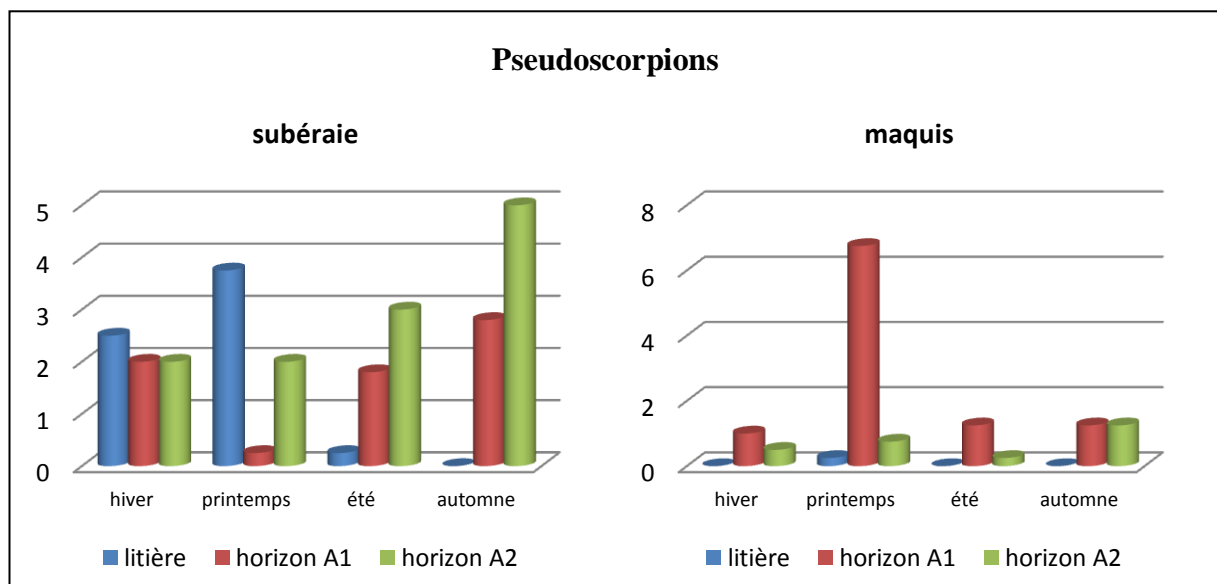 Pseudoscorpions
subéraie
5
4
3
2
1
0
hiver printemps été automne
litière horizon A1 horizon A2
maquis
8
6
4
2
0
hiver printemps été automne
litière horizon A1 horizon A2